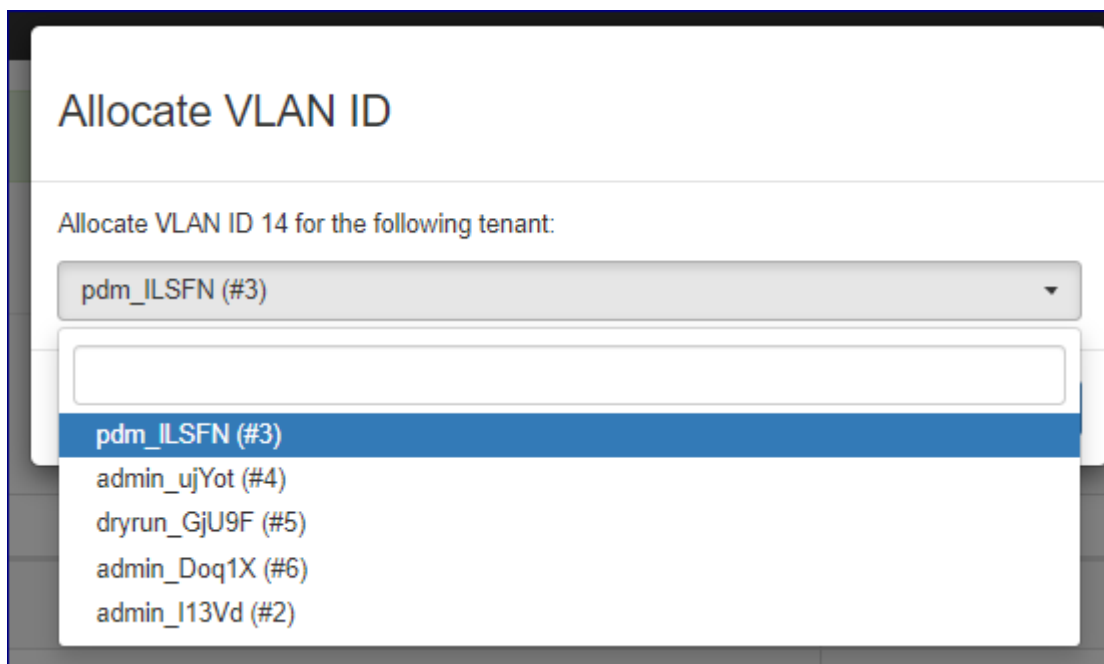 Allocate VLAN ID
Allocate VLAN ID 14 for the following tenant:
pdm_ILSFN (#3)
pdm_ILSFN (#3)
admin_ujYot (#4)
dryrun_GjU9F (#5)
admin_Doq1X (#6)
admin_I13Vd (#2)